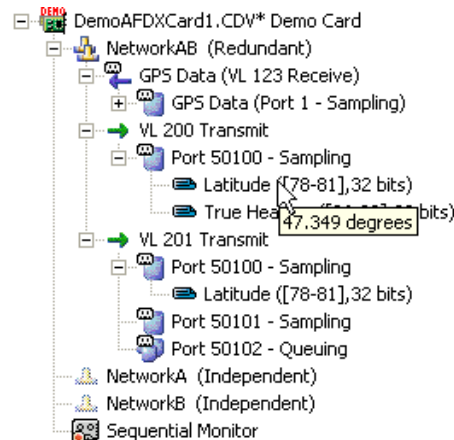 DEMO
DemoAFDXCard1.CDV* Demo Card
NetworkAB (Redundant)
GPS Data (VL 123 Receive)
GPS Data (Port 1 - Sampling)
VL 200 Transmit
Port 50100 - Sampling
Latitude ([78-81],32 bits)
True bits)
47.349 degrees
VL 201 Transmit
Port 50100 - Sampling
Latitude ([78-81],32 bits)
Port 50101 - Sampling
Port 50102 - Queuing
NetworkA (Independent)
NetworkB (Independent)
Sequential Monitor